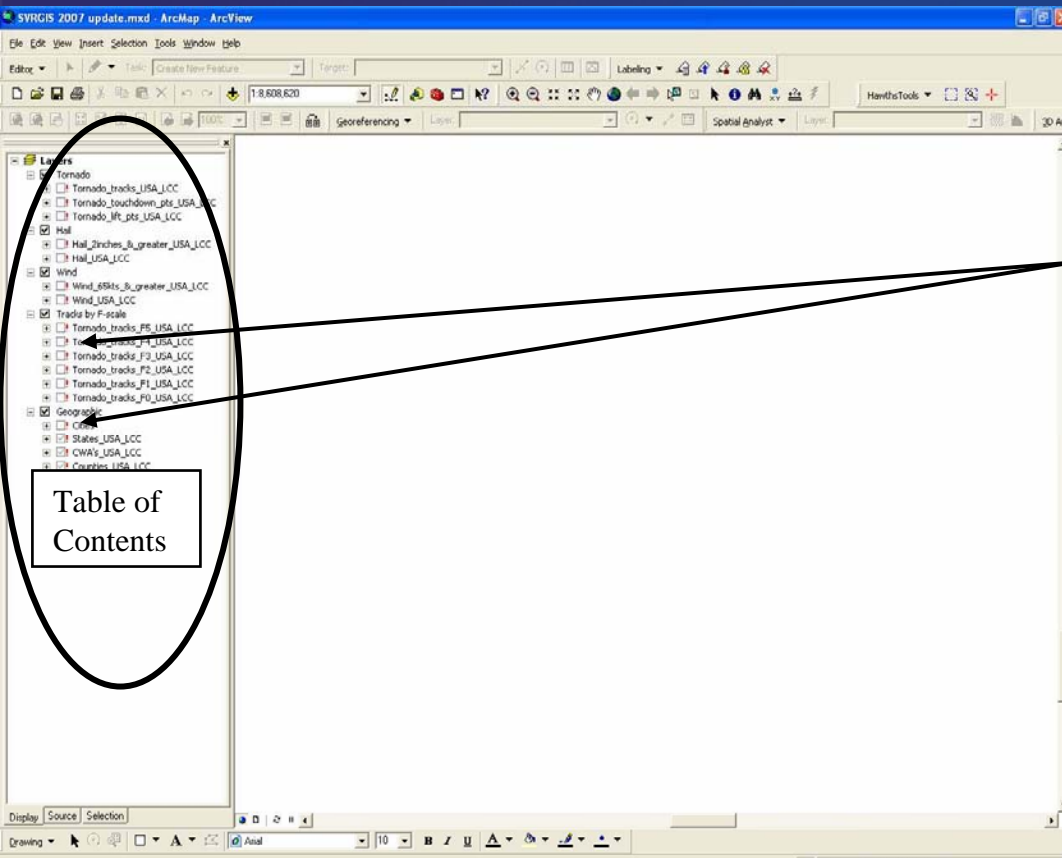 SVRGIS 2007 update.mxd - ArcMap - ArcView
File Edit View Insert Selection Tools Window Help
Editor Task: Create New Feature Target: Labeling
1:8,608,620 HawthsTools
100% Georeferencing Layer: Spatial Analyst Layer: 3D A
Layers
Tornado
Tornado_tracks_USA_LCC
Tornado_touchdown_pts_USA_LCC
Tornado_lift_pts_USA_LCC
Hail
Hail_2inches_&_greater_USA_LCC
Hail_USA_LCC
Wind
Wind_65kts_&_greater_USA_LCC
Wind_USA_LCC
Tracks by F-scale
Tornado_tracks_F5_USA_LCC
Tornado_tracks_F4_USA_LCC
Tornado_tracks_F3_USA_LCC
Tornado_tracks_F2_USA_LCC
Tornado_tracks_F1_USA_LCC
Tornado_tracks_F0_USA_LCC
Geographic
Cities
States_USA_LCC
CWA's_USA_LCC
Counties_USA_LCC
Table of
Contents
Display Source Selection
Drawing A Arial 10 B I U A